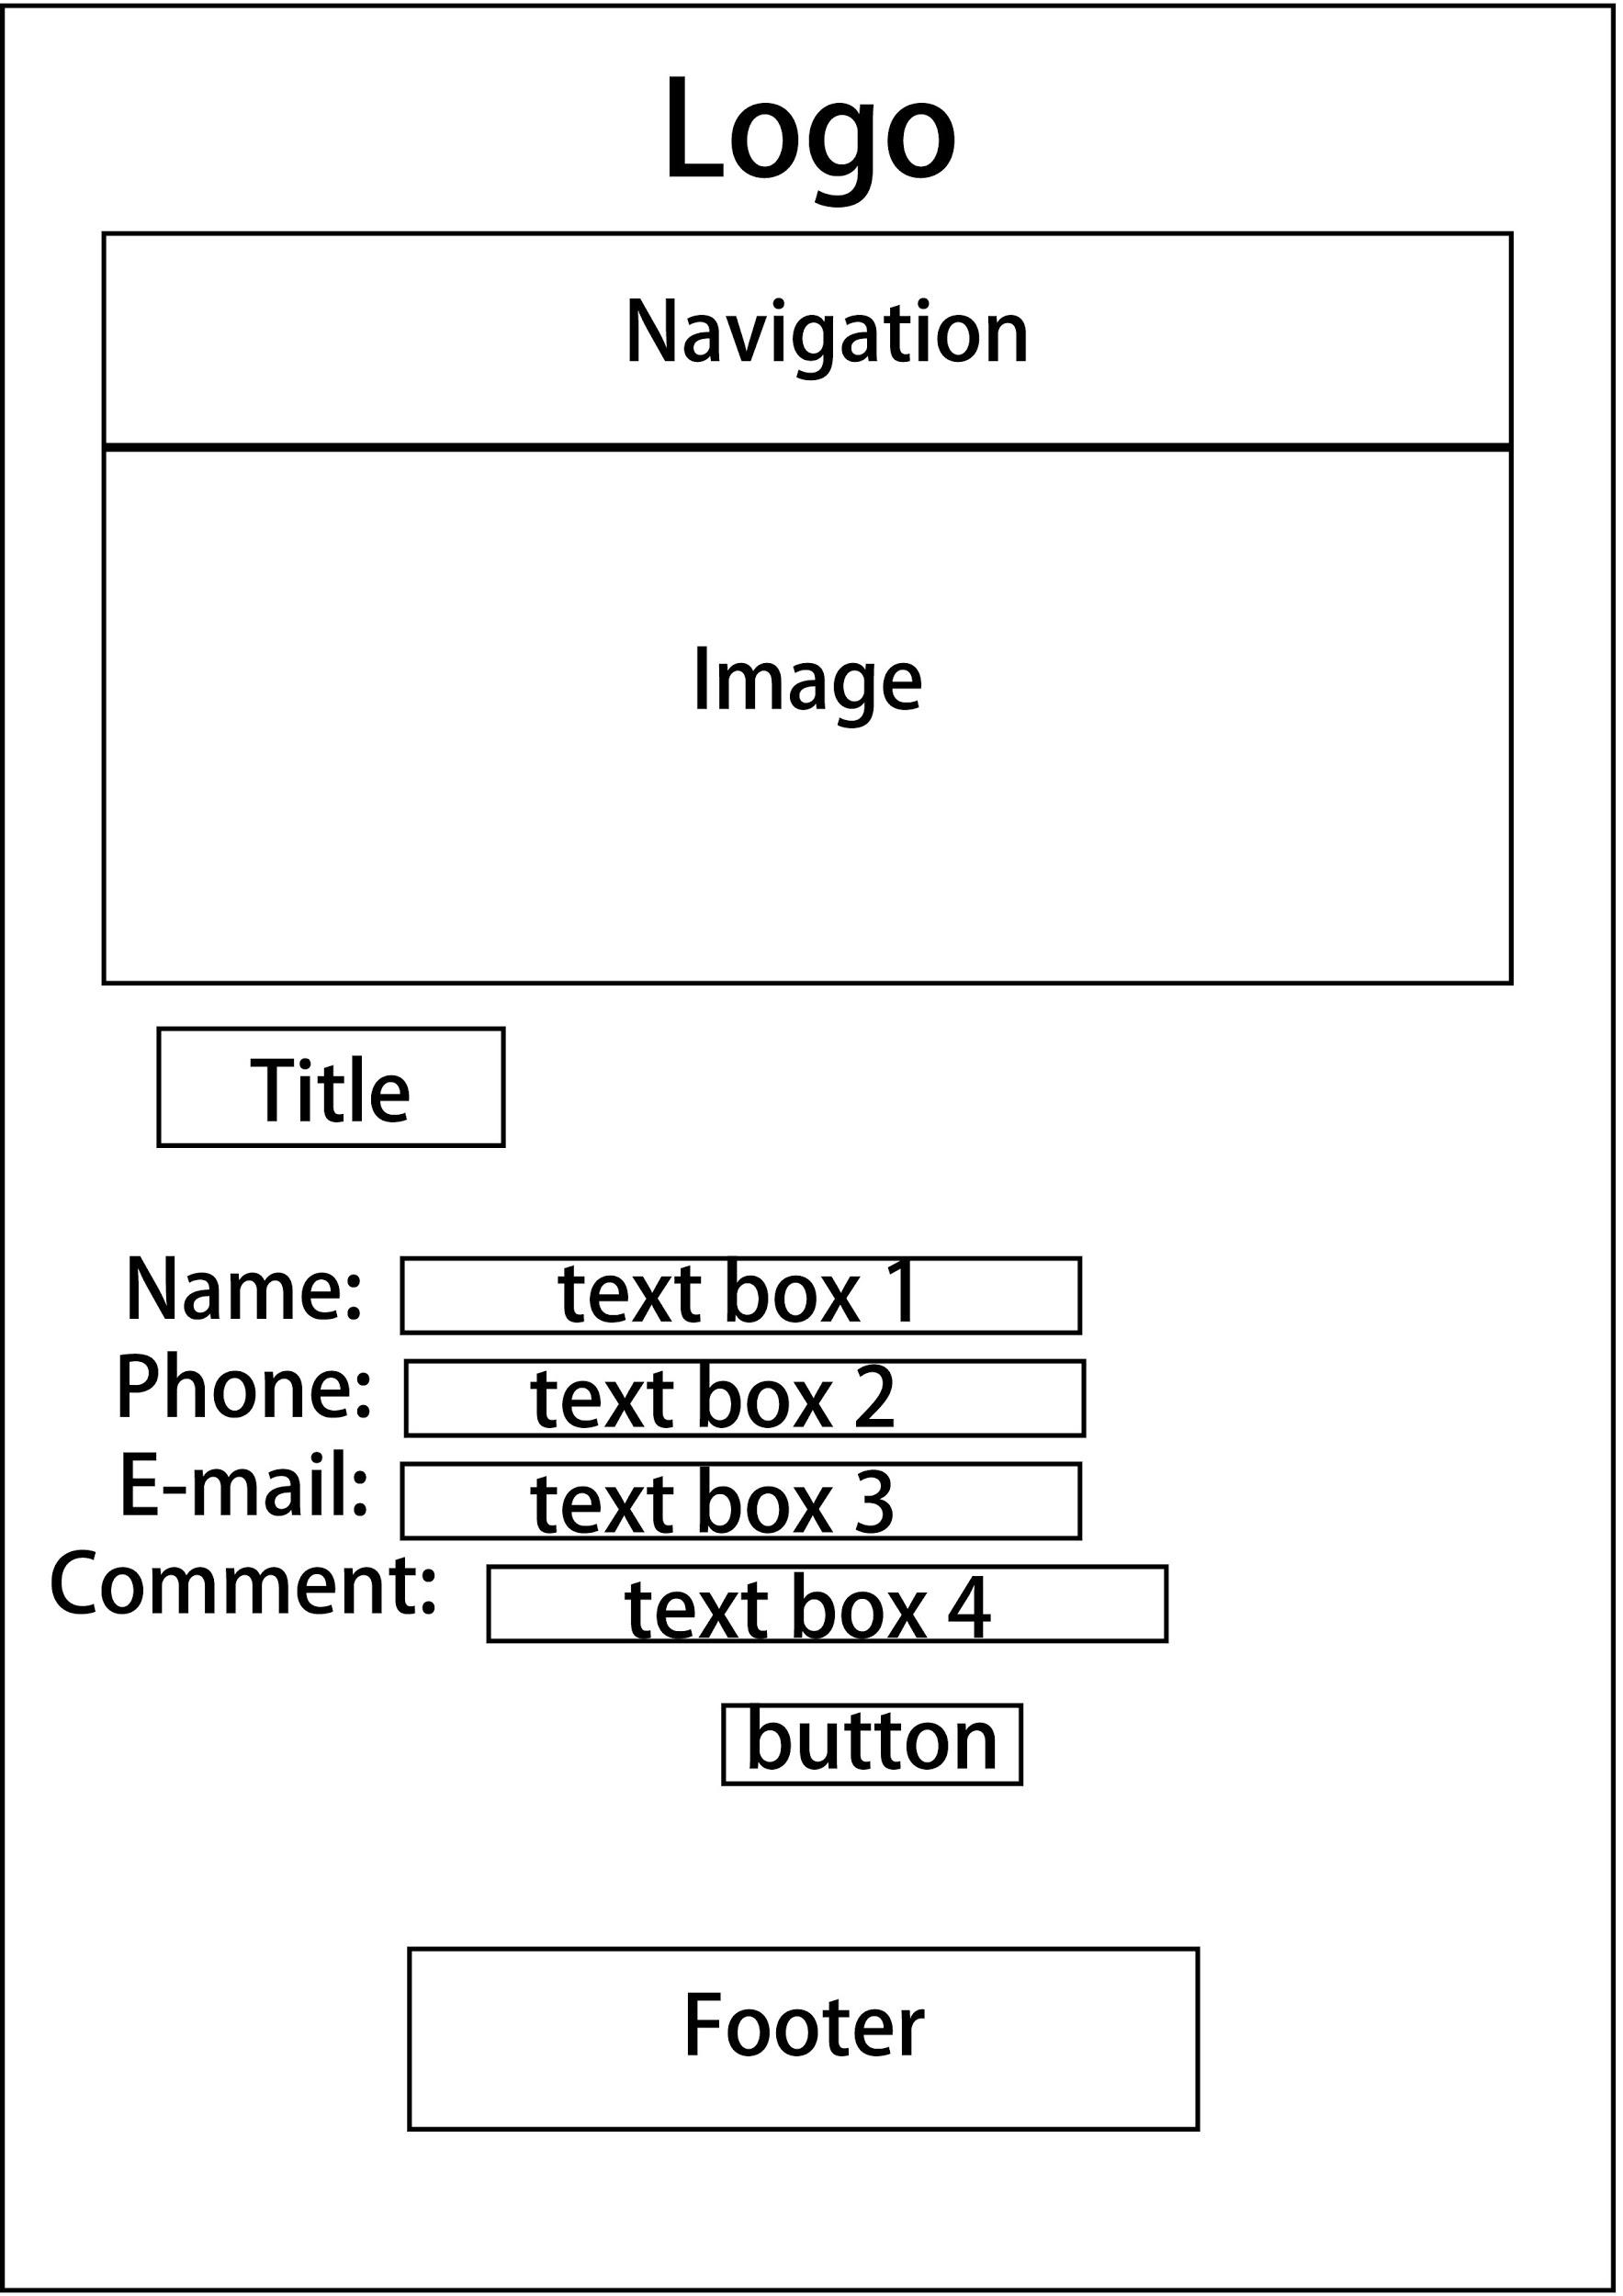 Logo
Navigation
Image
Title
Name: text box 1
Phone: text box 2
E-mail: text box 3
Comment: text box 4
button
Footer